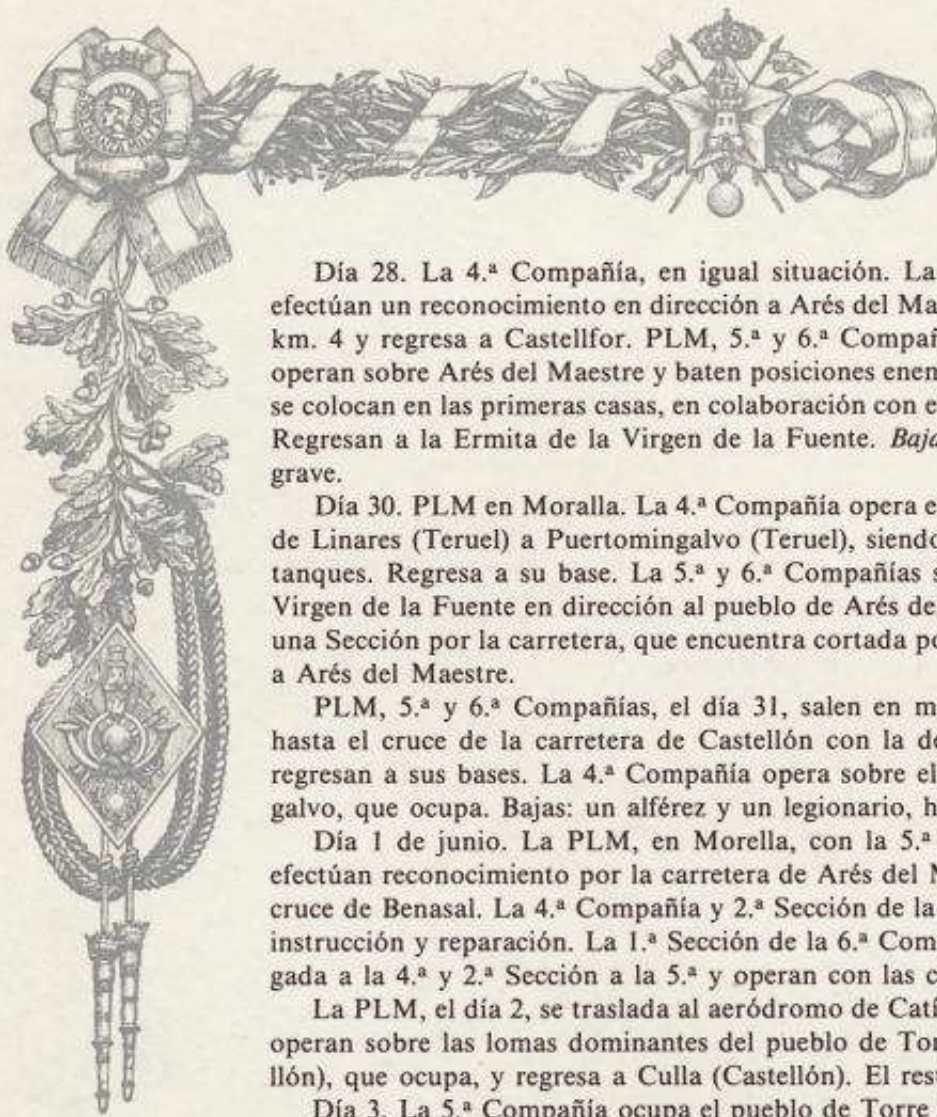 Día 28. La 4.ª Compañía, en igual situación. La
efectúan un reconocimiento en dirección a Arés del Ma
km. 4 y regresa a Castellfor. PLM, 5.ª y 6.ª Compañ
operan sobre Arés del Maestre y baten posiciones enen
se colocan en las primeras casas, en colaboración con e
Regresan a la Ermita de la Virgen de la Fuente. Baja
grave.
Día 30. PLM en Moralla. La 4.ª Compañía opera e
de Linares (Teruel) a Puertomingalvo (Teruel), siendo
tanques. Regresa a su base. La 5.ª y 6.ª Compañías s
Virgen de la Fuente en dirección al pueblo de Arés de
una Sección por la carretera, que encuentra cortada po
a Arés del Maestre.
PLM, 5.ª y 6.ª Compañías, el día 31, salen en m
hasta el cruce de la carretera de Castellón con la de
regresan a sus bases. La 4.ª Compañía opera sobre el
galvo, que ocupa. Bajas: un alférez y un legionario, h
Día 1 de junio. La PLM, en Morella, con la 5.ª
efectúan reconocimiento por la carretera de Arés del M
cruce de Benasal. La 4.ª Compañía y 2.ª Sección de la
instrucción y reparación. La 1.ª Sección de la 6.ª Com
gada a la 4.ª y 2.ª Sección a la 5.ª y operan con las c
La PLM, el día 2, se traslada al aeródromo de Catí
operan sobre las lomas dominantes del pueblo de Tor
llón), que ocupa, y regresa a Culla (Castellón). El rest
Día 3. La 5.ª Compañía ocupa el pueblo de Torre